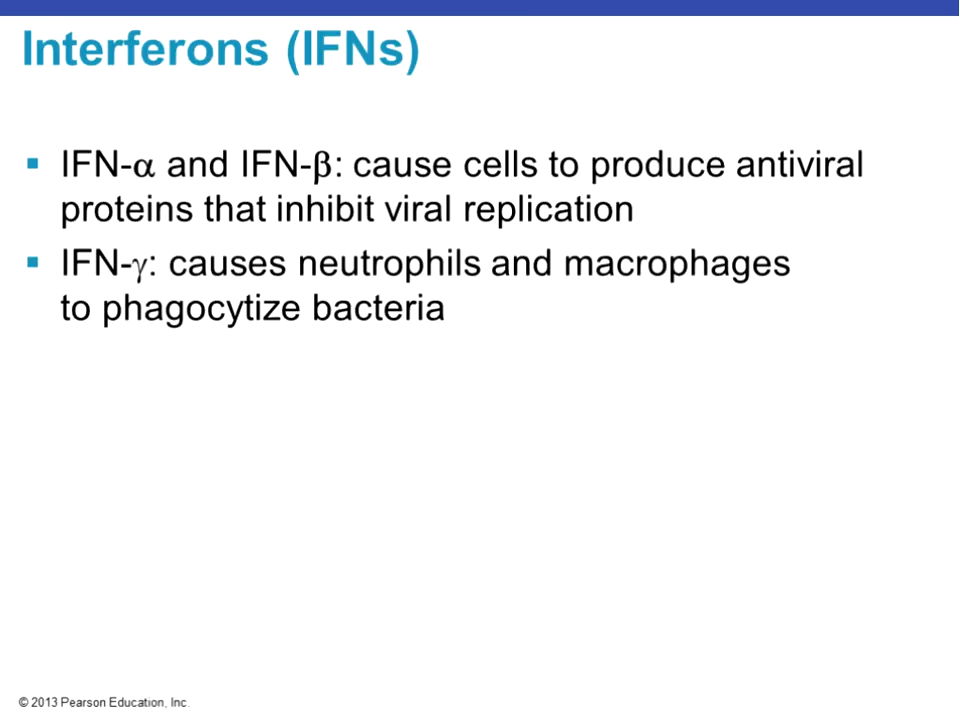 Interferons (IFNs)
▪ IFN-α and IFN-β: cause cells to produce antiviral
proteins that inhibit viral replication
▪ IFN-γ: causes neutrophils and macrophages
to phagocytize bacteria
© 2013 Pearson Education, Inc.